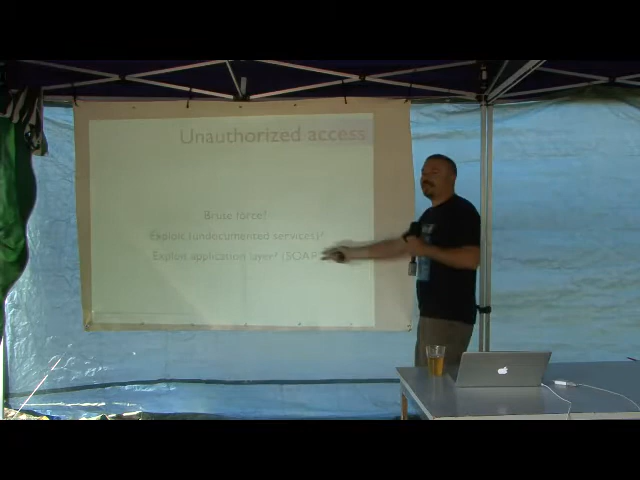 Unauthorized access
Brute force?
Exploit (undocumented services)?
Exploit application layer? (SOAP